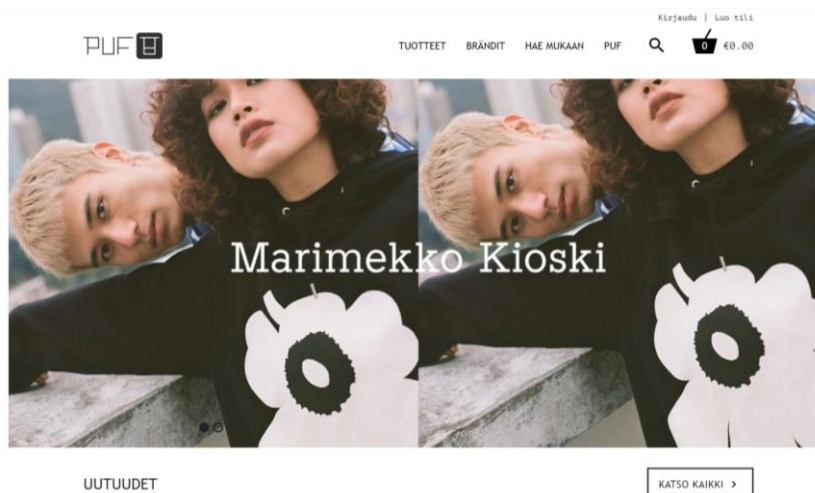 Kirjaudu | Luo tili
PUF
TUOTTEET BRÄNDIT HAE MUKAAN PUF 0 €0.00
Marimekko Kioski
UUTUUDET
KATSO KAIKKI >